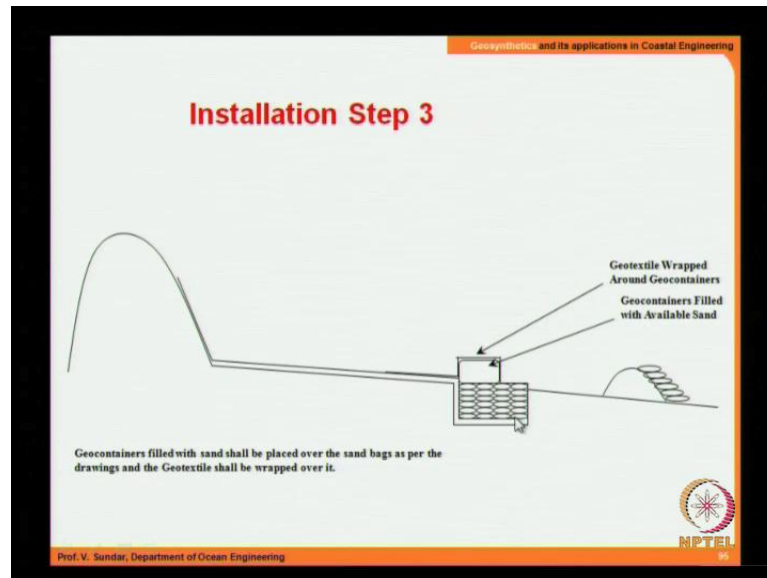 Geosynthetics and its applications in Coastal Engineering
Installation Step 3
Geotextile Wrapped
Around Geocontainers
Geocontainers Filled
with Available Sand
Geocontainers filled with sand shall be placed over the sand bags as per the
drawings and the Geotextile shall be wrapped over it.
NPTEL
Prof. V. Sundar, Department of Ocean Engineering
95